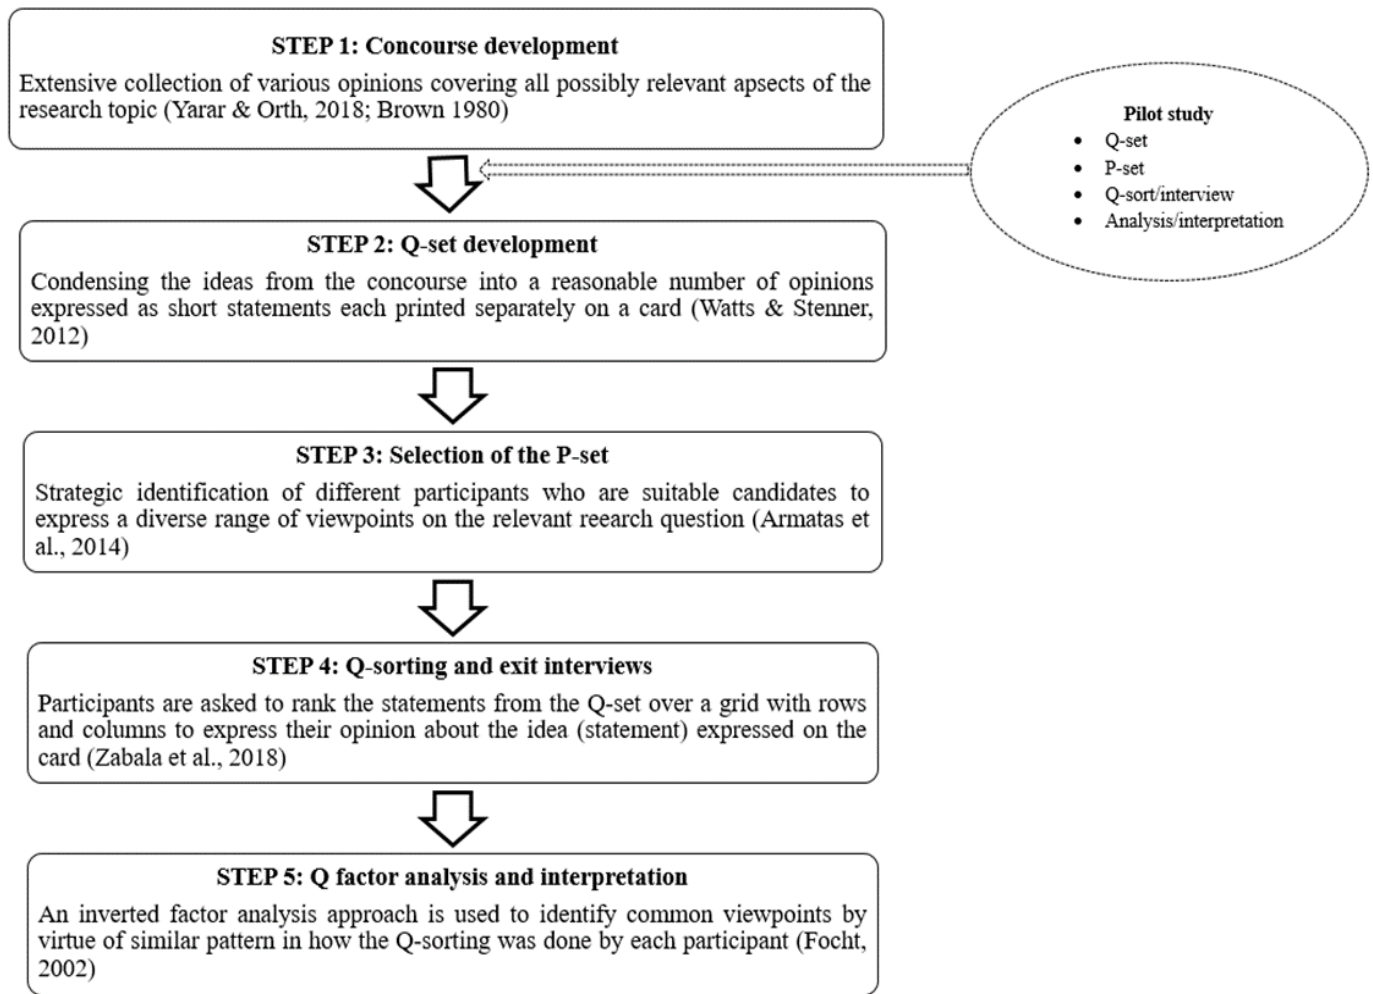 STEP 1: Concourse development
Extensive collection of various opinions covering all possibly relevant apsects of the
research topic (Yarar & Orth, 2018; Brown 1980)
Pilot study
• Q-set
• P-set
• Q-sort/interview
• Analysis/interpretation
STEP 2: Q-set development
Condensing the ideas from the concourse into a reasonable number of opinions
expressed as short statements each printed separately on a card (Watts & Stenner,
2012)
STEP 3: Selection of the P-set
Strategic identification of different participants who are suitable candidates to
express a diverse range of viewpoints on the relevant reearch question (Armatas et
al., 2014)
STEP 4: Q-sorting and exit interviews
Participants are asked to rank the statements from the Q-set over a grid with rows
and columns to express their opinion about the idea (statement) expressed on the
card (Zabala et al., 2018)
STEP 5: Q factor analysis and interpretation
An inverted factor analysis approach is used to identify common viewpoints by
virtue of similar pattern in how the Q-sorting was done by each participant (Focht,
2002)